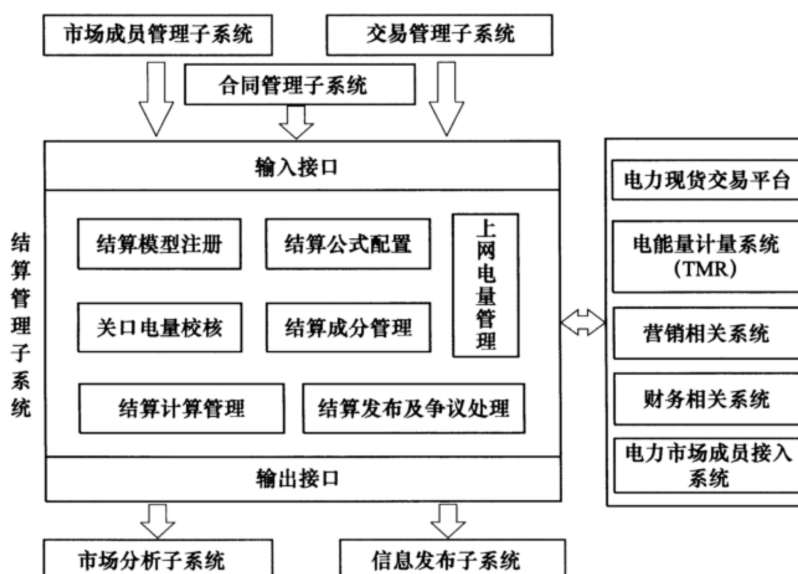 市场成员管理子系统
交易管理子系统
合同管理子系统
输入接口
结算管理子系统
结算模型注册
结算公式配置
上网电量管理
关口电量校核
结算成分管理
结算计算管理
结算发布及争议处理
输出接口
市场分析子系统
信息发布子系统
电力现货交易平台
电能量计量系统
(TMR)
营销相关系统
财务相关系统
电力市场成员接入
系统